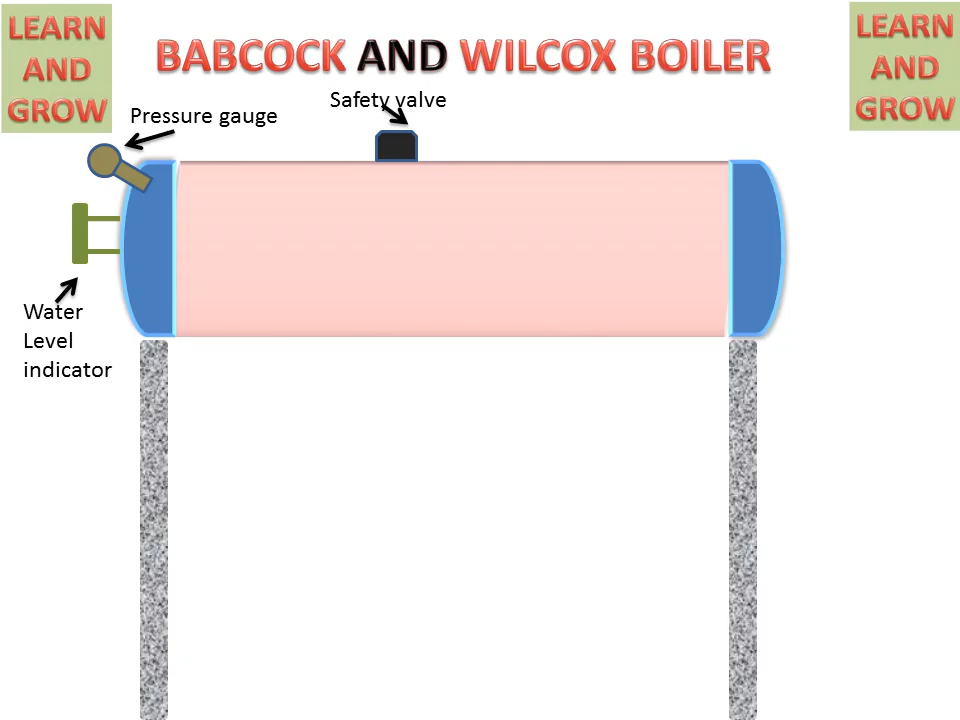 LEARN
AND
GROW
BABCOCK AND WILCOX BOILER
LEARN
AND
GROW
Safety valve
Pressure gauge
Water
Level
indicator